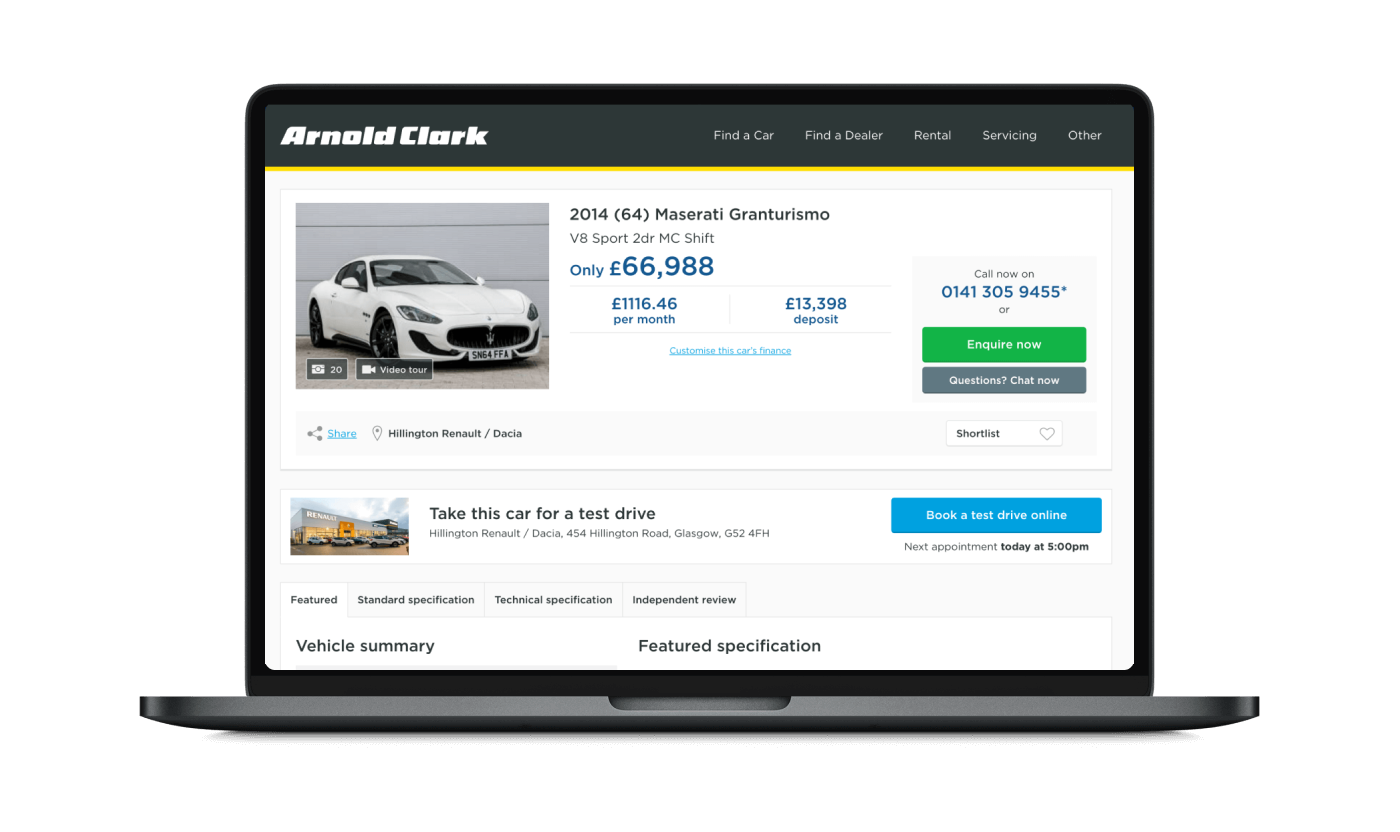 Arnold Clark
Find a Car
Find a Dealer
Rental
Servicing
Other
2014 (64) Maserati Granturismo
V8 Sport 2dr MC Shift
Only £66,988
£1116.46
per month
£13,398
deposit
Customise this car's finance
Call now on
0141 305 9455*
or
Enquire now
Questions? Chat now
SN64 FFA
20
Video tour
Share
Hillington Renault / Dacia
Shortlist
RENAULT
Take this car for a test drive
Hillington Renault / Dacia, 454 Hillington Road, Glasgow, G52 4FH
Book a test drive online
Next appointment today at 5:00pm
Featured
Standard specification
Technical specification
Independent review
Vehicle summary
Featured specification